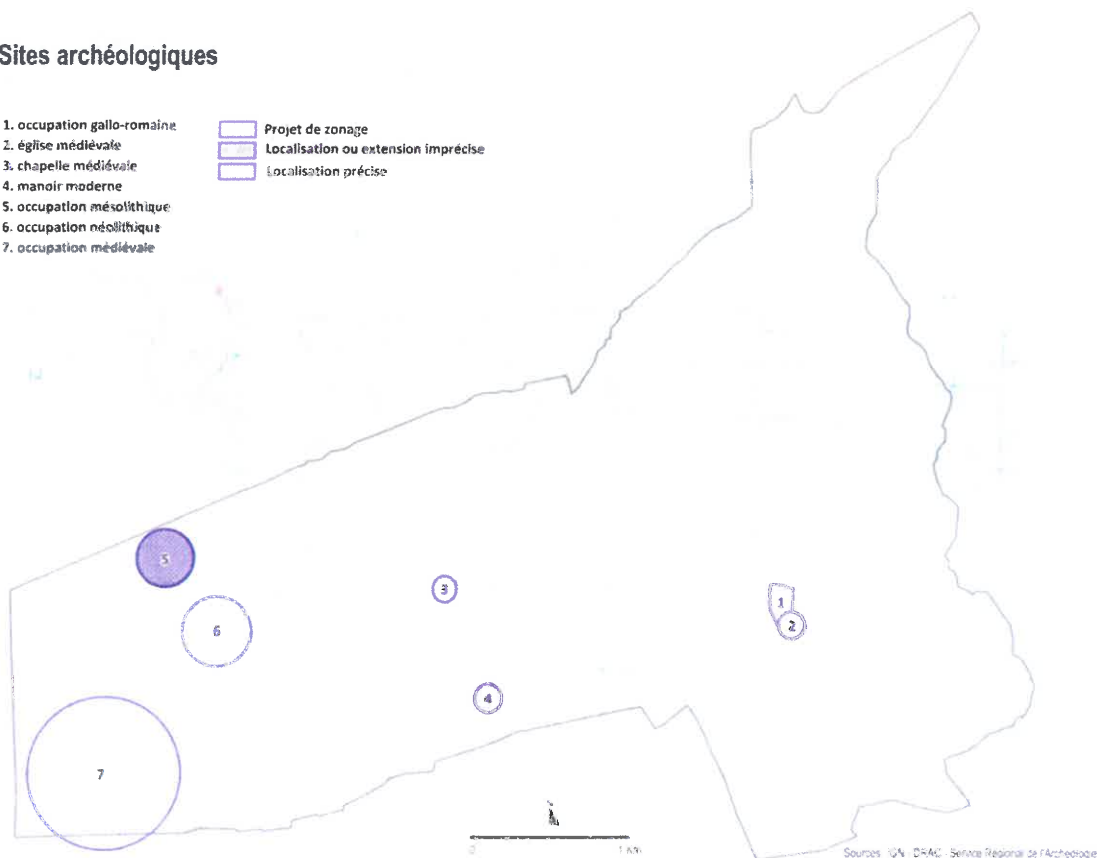 Sites archéologiques
1. occupation gallo-romaine
2. église médiévale
3. chapelle médiévale
4. manoir moderne
5. occupation mésolithique
6. occupation néolithique
7. occupation médiévale
Projet de zonage
Localisation ou extension imprécise
Localisation précise
5
6
3
1
2
4
7
0
1 Km
Sources : IGN ; DRAC - Service Régional de l'Archéologie